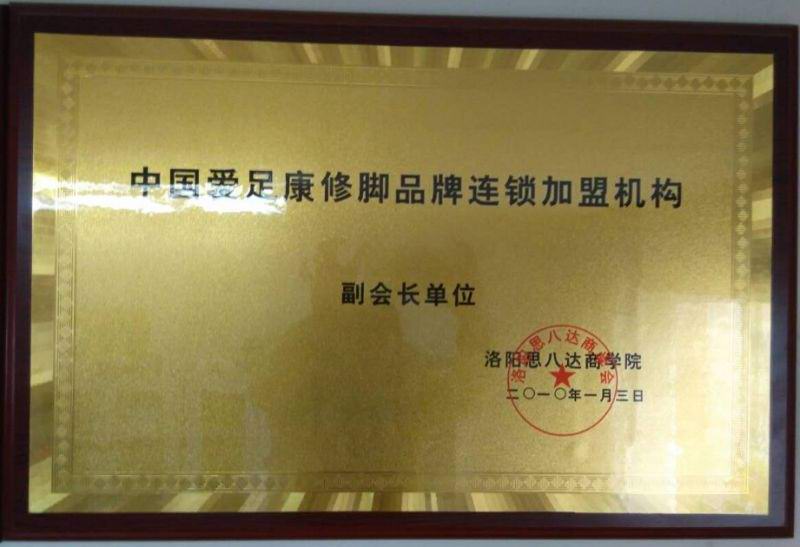 中国爱足康修脚品牌连锁加盟机构
副会长单位
洛阳思八达商学院
二〇一〇年一月三日